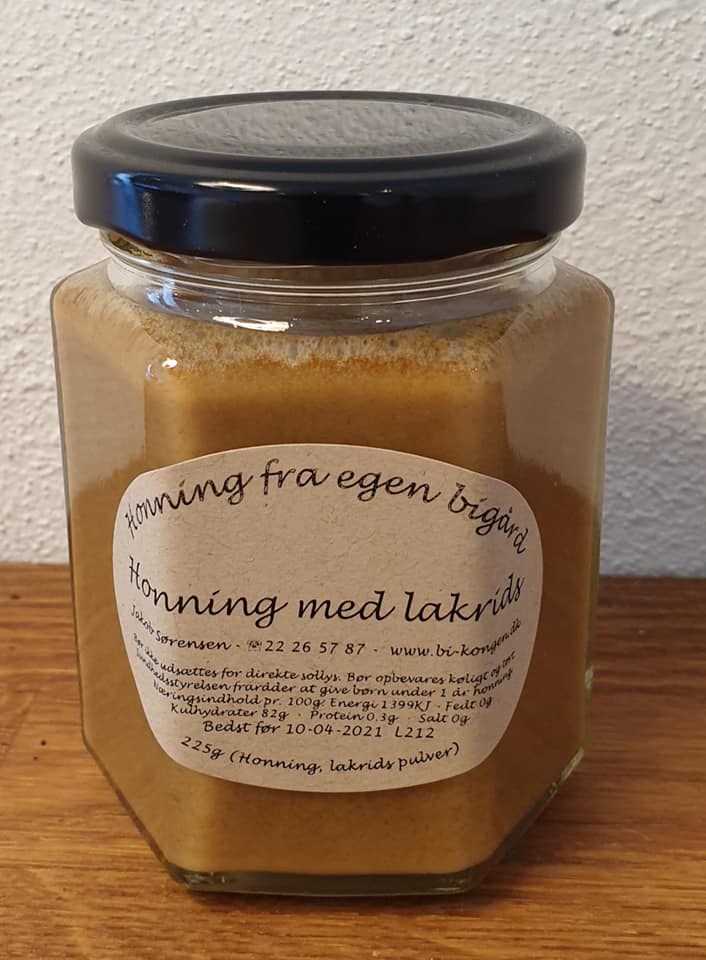 Honning fra egen bigård
Honning med lakrids
Jakob Sørensen - ☏ 22 26 57 87 - www.bi-kongen.dk
Bør ikke udsættes for direkte sollys. Bør opbevares køligt og tørt
Sundhedsstyrelsen fraråder at give børn under 1 år honning
Næringsindhold pr. 100g: Energi 1399KJ · Fedt 0g
Kulhydrater 82g · Protein 0.3g · Salt 0g
Bedst før 10-04-2021 L212
225g (Honning, lakrids pulver)